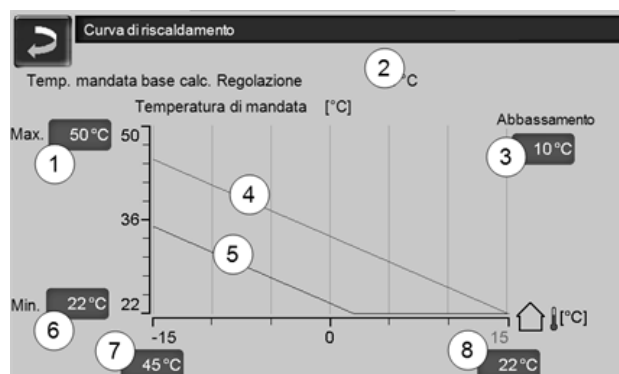 Curva di riscaldamento
Temp. mandata base calc. Regolazione 2 °C
Temperatura di mandata [°C]
Abbassamento
Max. 50°C 50
1
3 10°C
4
36
5
Min. 22°C 22
6
[°C]
-15 0 15
7 8
45°C 22°C